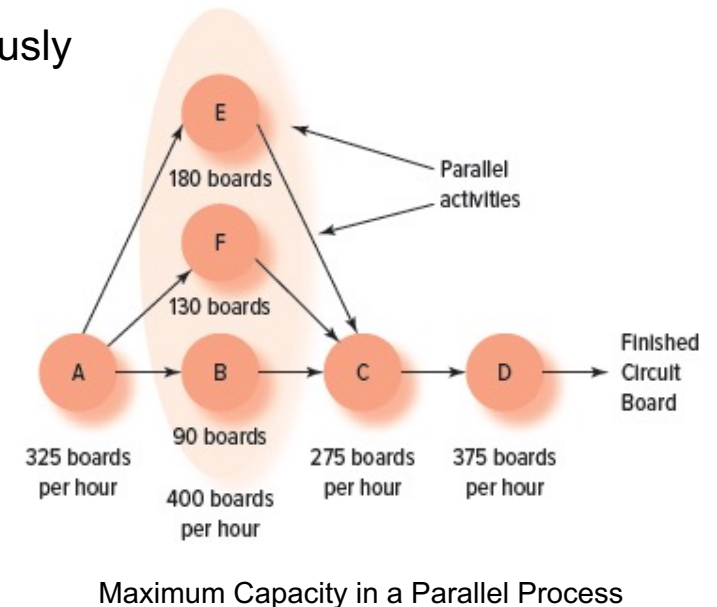 usly
E
180 boards
Parallel
activities
F
130 boards
A
B
C
D
Finished
Circuit
Board
90 boards
325 boards
per hour
400 boards
per hour
275 boards
per hour
375 boards
per hour
Maximum Capacity in a Parallel Process